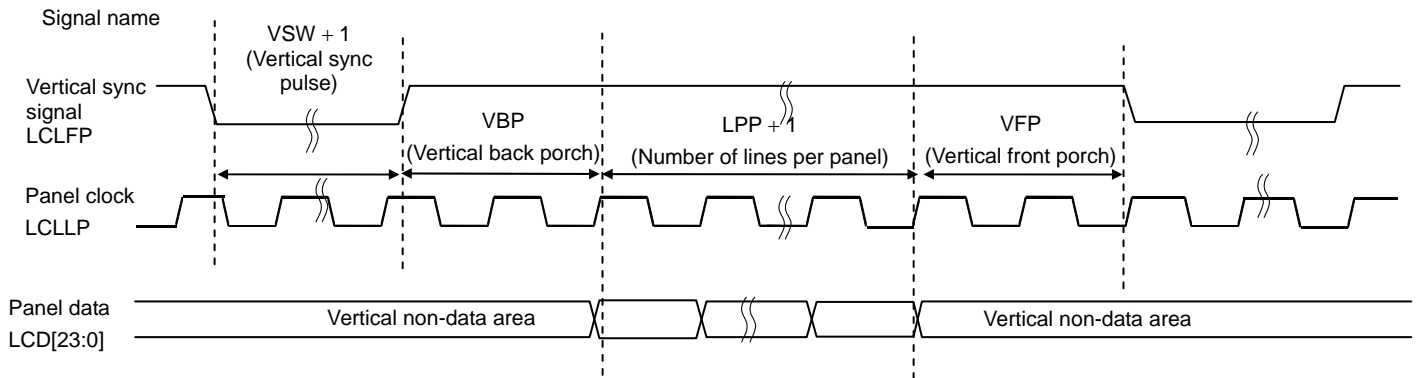 Signal name
VSW + 1
(Vertical sync
pulse)
Vertical sync
signal
LCLFP
VBP
(Vertical back porch)
LPP + 1
(Number of lines per panel)
VFP
(Vertical front porch)
Panel clock
LCLLP
Panel data
LCD[23:0]
Vertical non-data area
Vertical non-data area